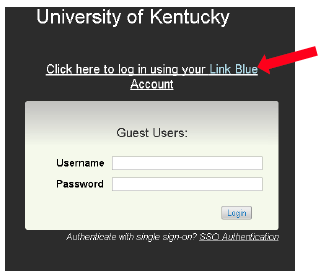 University of Kentucky
Click here to log in using your Link Blue
Account
Guest Users:
Username
Password
Login
Authenticate with single sign-on? SSO Authentication